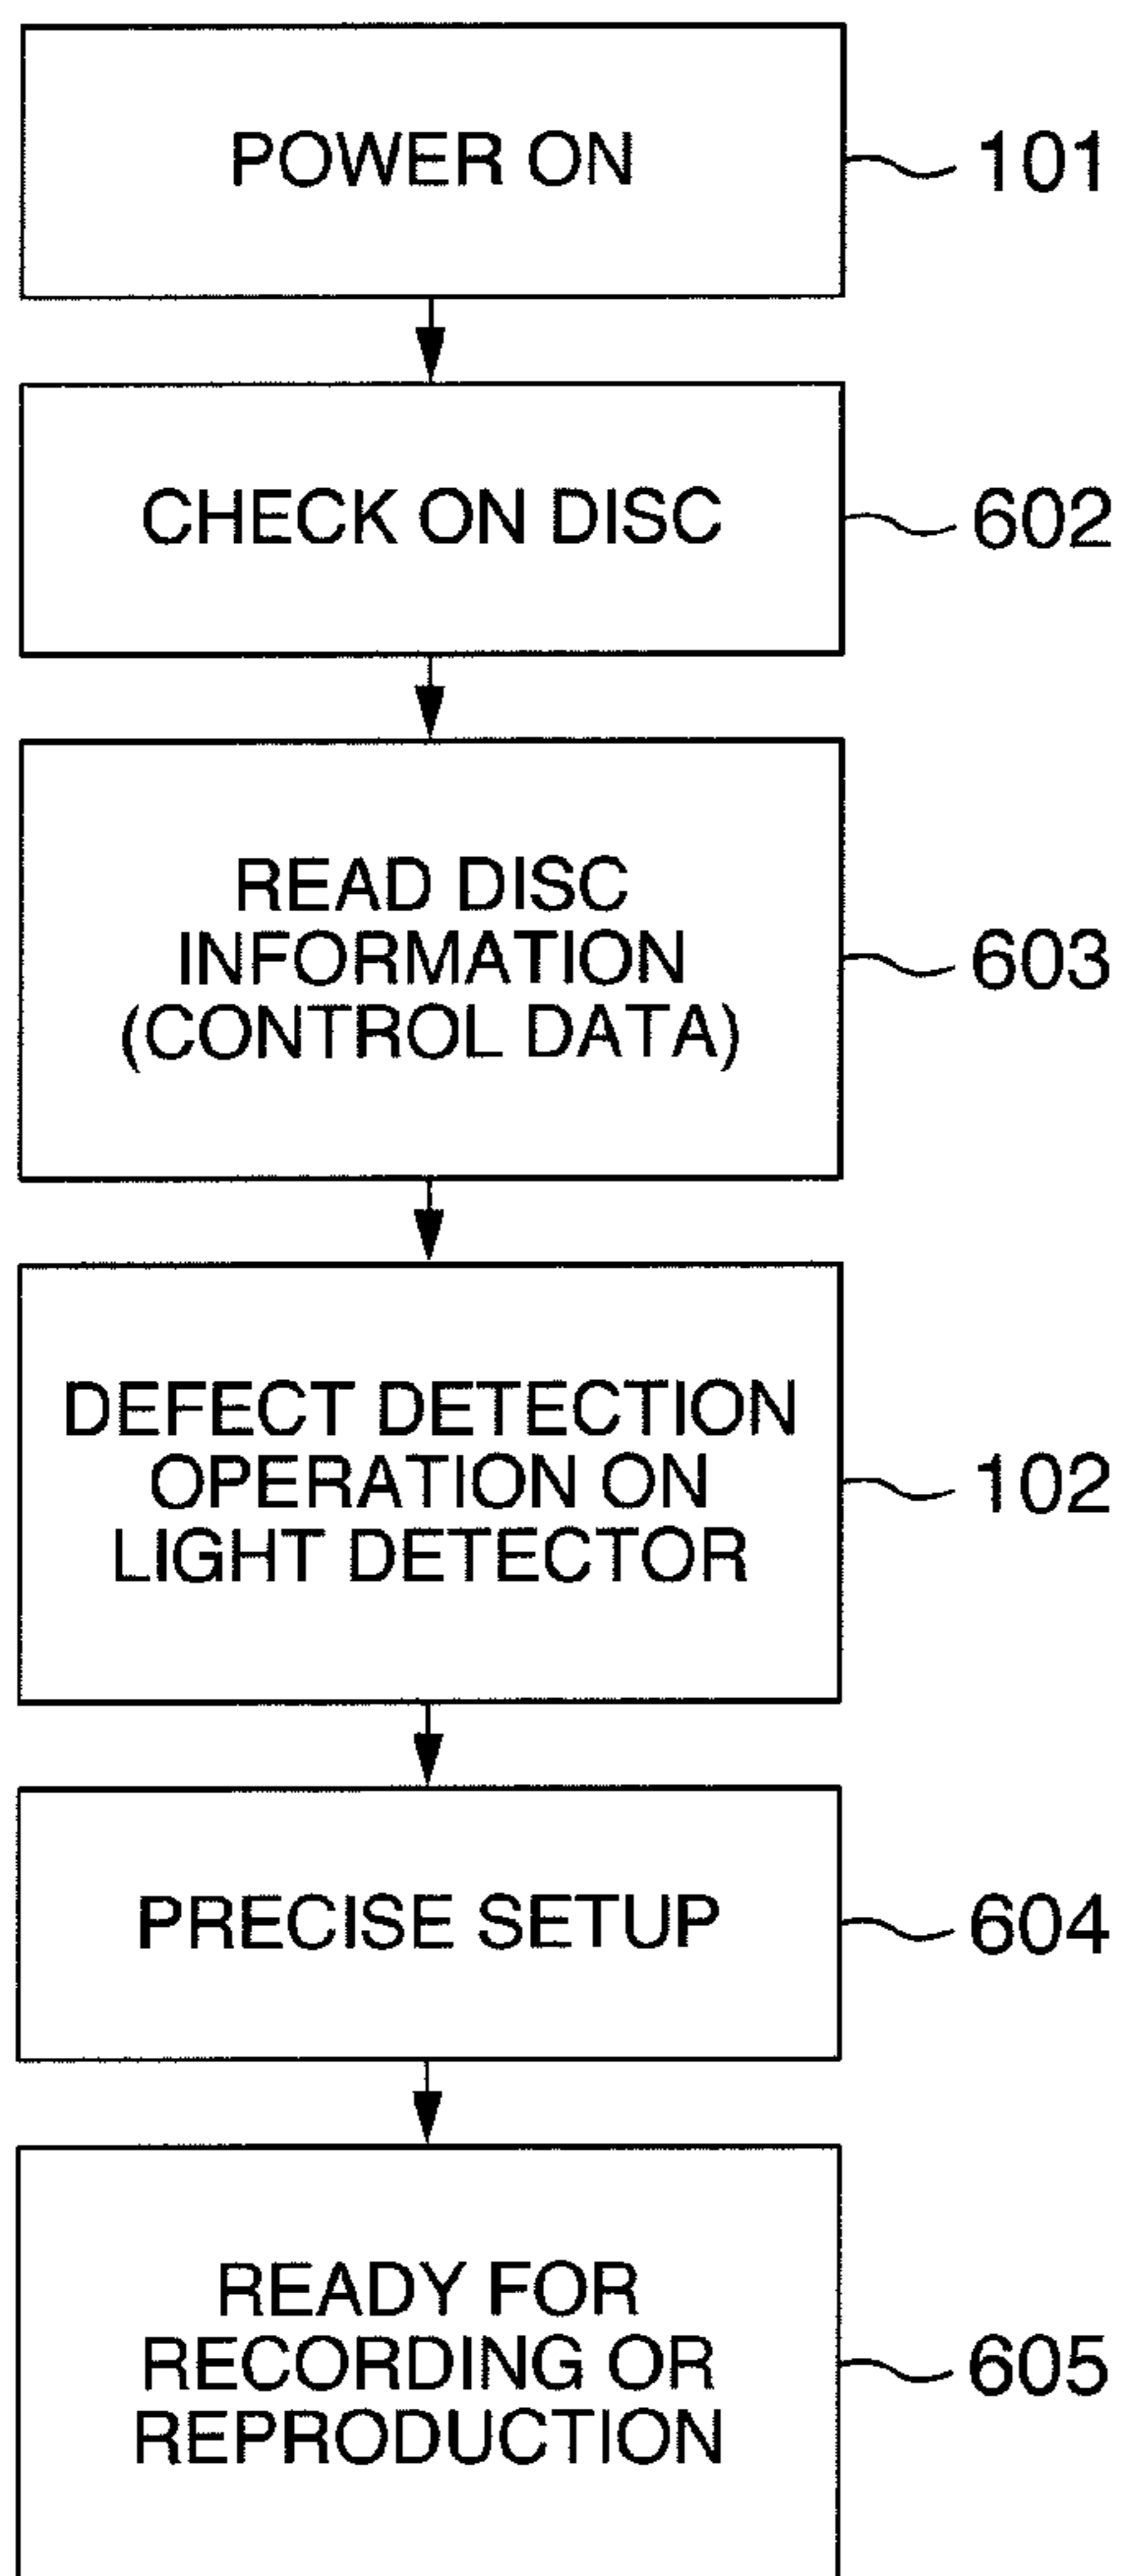 POWER ON
101
CHECK ON DISC
602
READ DISC
INFORMATION
(CONTROL DATA)
603
DEFECT DETECTION
OPERATION ON
LIGHT DETECTOR
102
PRECISE SETUP
604
READY FOR
RECORDING OR
REPRODUCTION
605